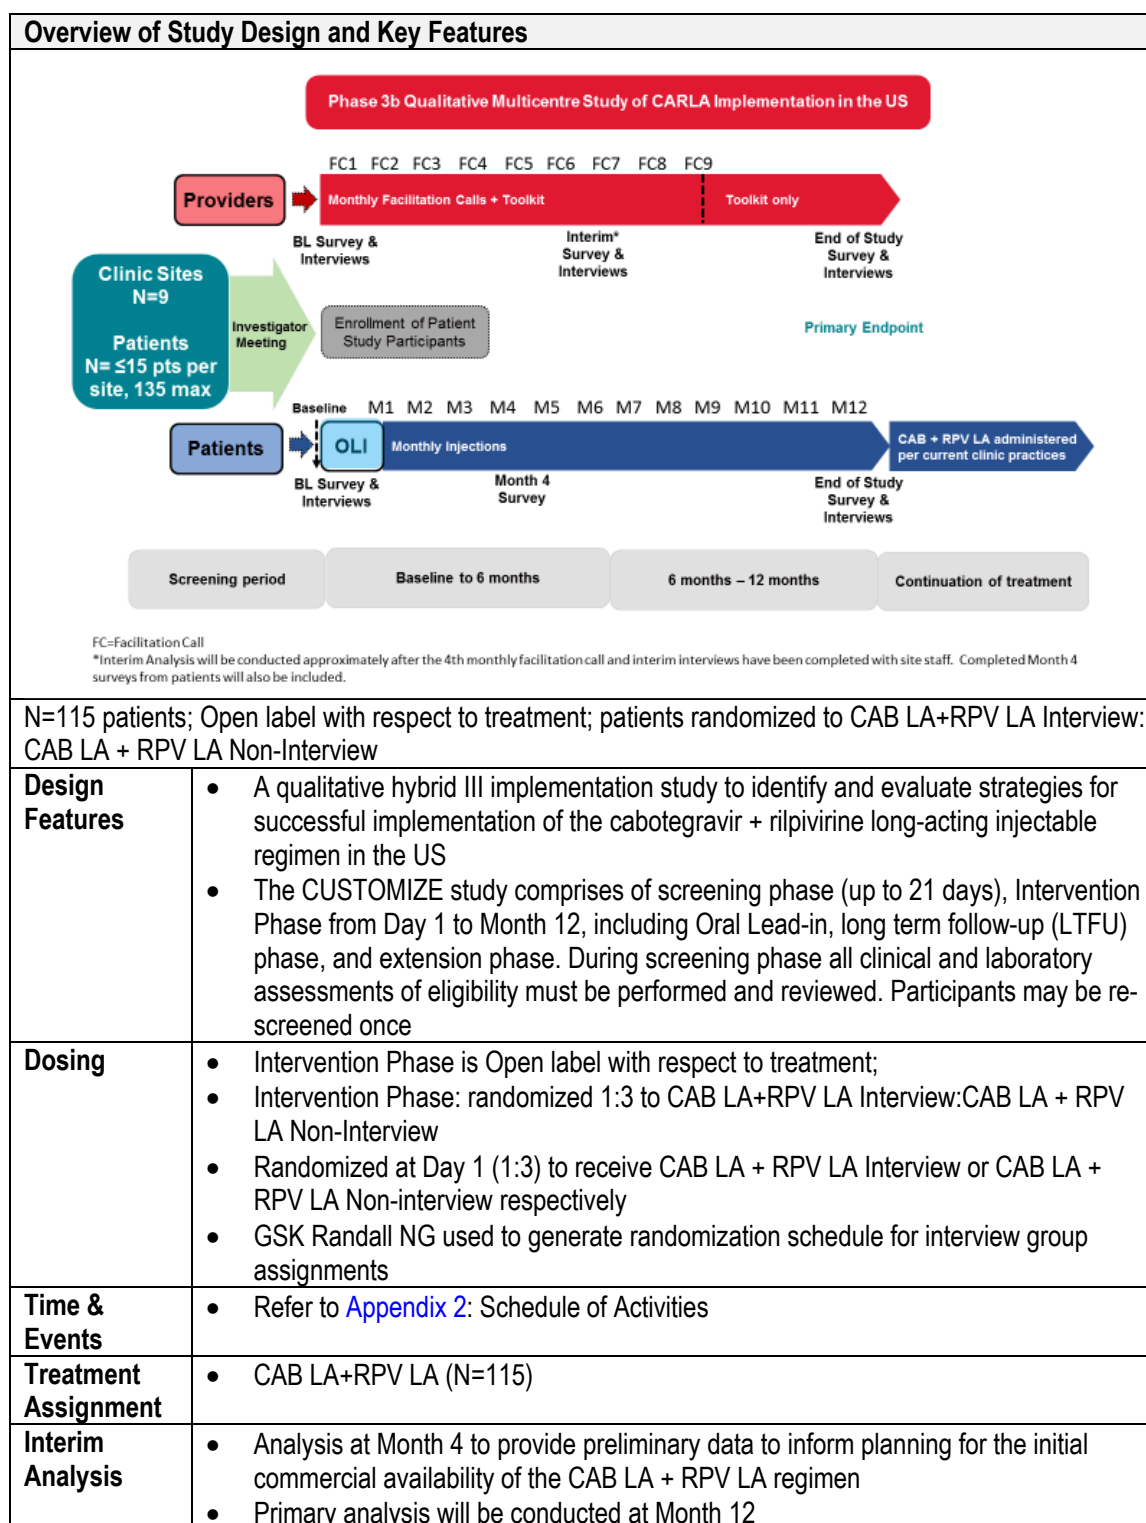 Overview of Study Design and Key Features
Phase 3b Qualitative Multicentre Study of CARLA Implementation in the US
FC1 FC2 FC3 FC4 FC5 FC6 FC7 FC8 FC9
Providers
Monthly Facilitation Calls + Toolkit
Toolkit only
BL Survey &
Interviews
Interim*
Survey &
Interviews
End of Study
Survey &
Interviews
Clinic Sites
N=9
Patients
N= ≤15 pts per
site, 135 max
Investigator
Meeting
Enrollment of Patient
Study Participants
Primary Endpoint
Baseline M1 M2 M3 M4 M5 M6 M7 M8 M9 M10 M11 M12
Patients
OLI
Monthly Injections
CAB + RPV LA administered
per current clinic practices
BL Survey &
Interviews
Month 4
Survey
End of Study
Survey &
Interviews
Screening period
Baseline to 6 months
6 months – 12 months
Continuation of treatment
FC=Facilitation Call
*Interim Analysis will be conducted approximately after the 4th monthly facilitation call and interim interviews have been completed with site staff. Completed Month 4
surveys from patients will also be included.
N=115 patients; Open label with respect to treatment; patients randomized to CAB LA+RPV LA Interview:
CAB LA + RPV LA Non-Interview
Design
Features
• A qualitative hybrid III implementation study to identify and evaluate strategies for
successful implementation of the cabotegravir + rilpivirine long-acting injectable
regimen in the US
• The CUSTOMIZE study comprises of screening phase (up to 21 days), Intervention
Phase from Day 1 to Month 12, including Oral Lead-in, long term follow-up (LTFU)
phase, and extension phase. During screening phase all clinical and laboratory
assessments of eligibility must be performed and reviewed. Participants may be re-
screened once
Dosing
• Intervention Phase is Open label with respect to treatment;
• Intervention Phase: randomized 1:3 to CAB LA+RPV LA Interview:CAB LA + RPV
LA Non-Interview
• Randomized at Day 1 (1:3) to receive CAB LA + RPV LA Interview or CAB LA +
RPV LA Non-interview respectively
• GSK Randall NG used to generate randomization schedule for interview group
assignments
Time &
Events
• Refer to Appendix 2: Schedule of Activities
Treatment
Assignment
• CAB LA+RPV LA (N=115)
Interim
Analysis
• Analysis at Month 4 to provide preliminary data to inform planning for the initial
commercial availability of the CAB LA + RPV LA regimen
• Primary analysis will be conducted at Month 12